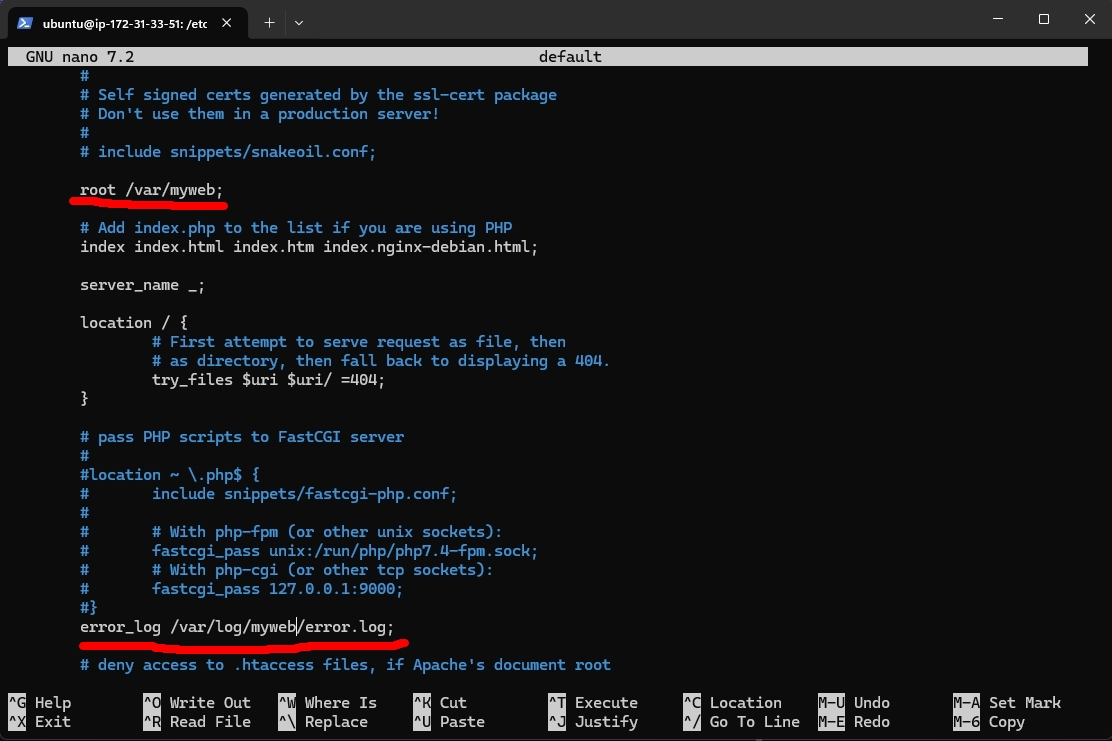 ubuntu@ip-172-31-33-51: /etc
GNU nano 7.2 default
#
# Self signed certs generated by the ssl-cert package
# Don't use them in a production server!
#
# include snippets/snakeoil.conf;
root /var/myweb;
# Add index.php to the list if you are using PHP
index index.html index.htm index.nginx-debian.html;
server_name _;
location / {
# First attempt to serve request as file, then
# as directory, then fall back to displaying a 404.
try_files $uri $uri/ =404;
}
# pass PHP scripts to FastCGI server
#
#location ~ \.php$ {
# include snippets/fastcgi-php.conf;
#
# # With php-fpm (or other unix sockets):
# fastcgi_pass unix:/run/php/php7.4-fpm.sock;
# # With php-cgi (or other tcp sockets):
# fastcgi_pass 127.0.0.1:9000;
#}
error_log /var/log/myweb/error.log;
# deny access to .htaccess files, if Apache's document root
^G Help ^O Write Out ^W Where Is ^K Cut ^T Execute ^C Location M-U Undo M-A Set Mark
^X Exit ^R Read File ^\ Replace ^U Paste ^J Justify ^/ Go To Line M-E Redo M-6 Copy